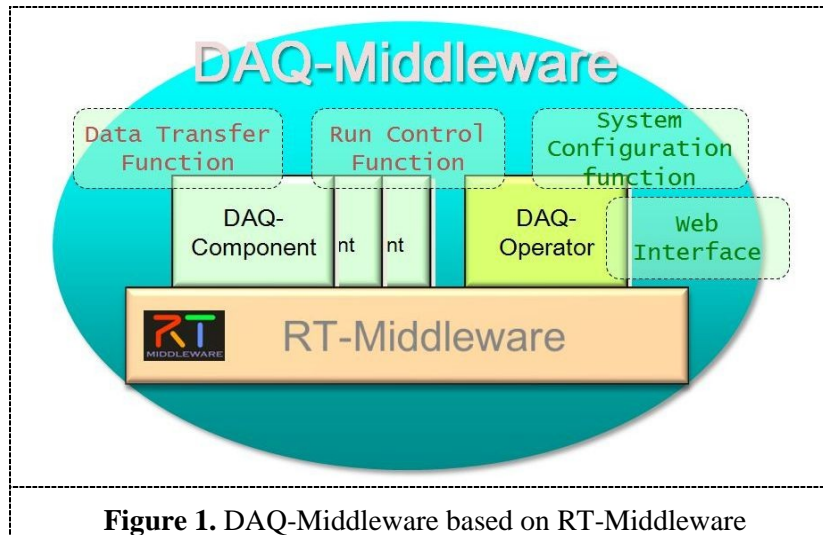 DAQ-Middleware
Data Transfer
Function
Run Control
Function
System
Configuration
function
DAQ-
Component
nt
nt
DAQ-
Operator
Web
Interface
RT
MIDDLEWARE
RT-Middleware
Figure 1. DAQ-Middleware based on RT-Middleware